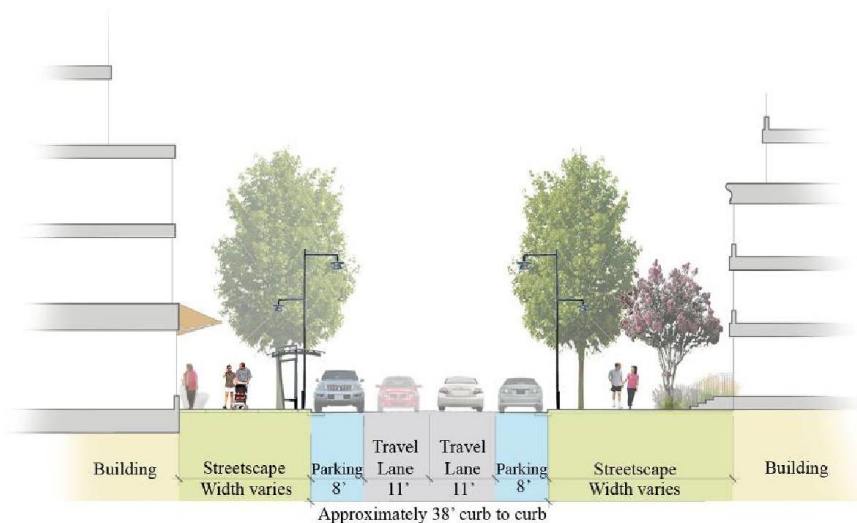 Building
Streetscape
Width varies
Parking
8'
Travel
Lane
11'
Travel
Lane
11'
Parking
8'
Streetscape
Width varies
Building
Approximately 38' curb to curb